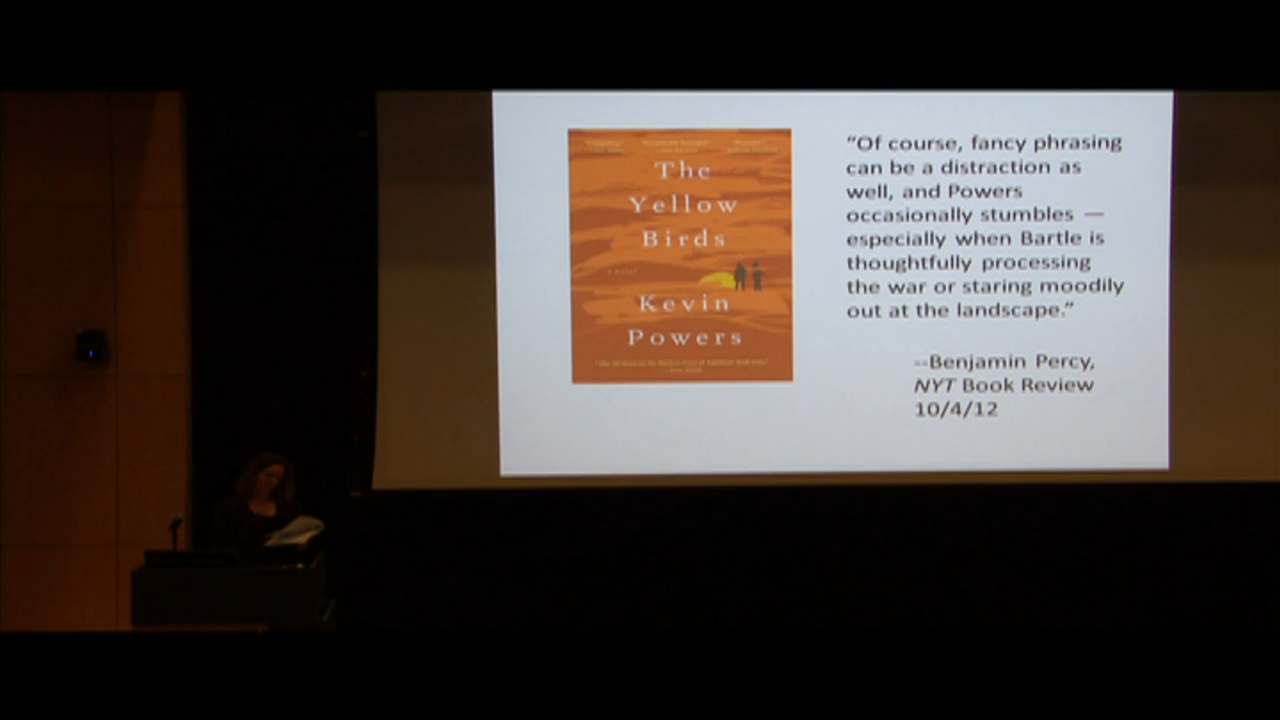 The
Yellow
Birds
a novel
Kevin
Powers
“Of course, fancy phrasing
can be a distraction as
well, and Powers
occasionally stumbles —
especially when Bartle is
thoughtfully processing
the war or staring moodily
out at the landscape.”
--Benjamin Percy,
NYT Book Review
10/4/12